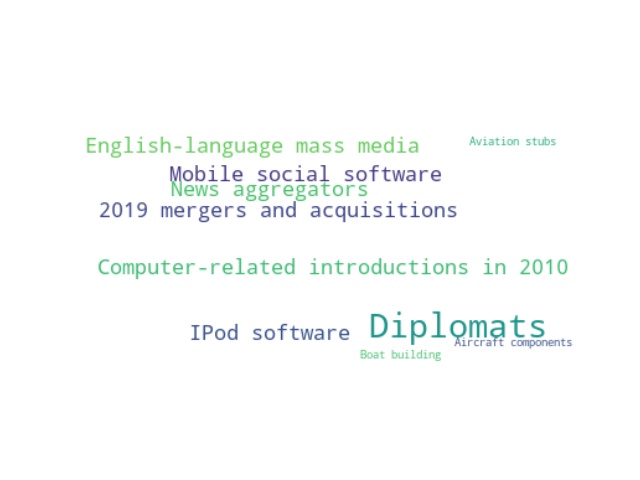 English-language mass media
Aviation stubs
Mobile social software
News aggregators
2019 mergers and acquisitions
Computer-related introductions in 2010
Diplomats
IPod software
Aircraft components
Boat building